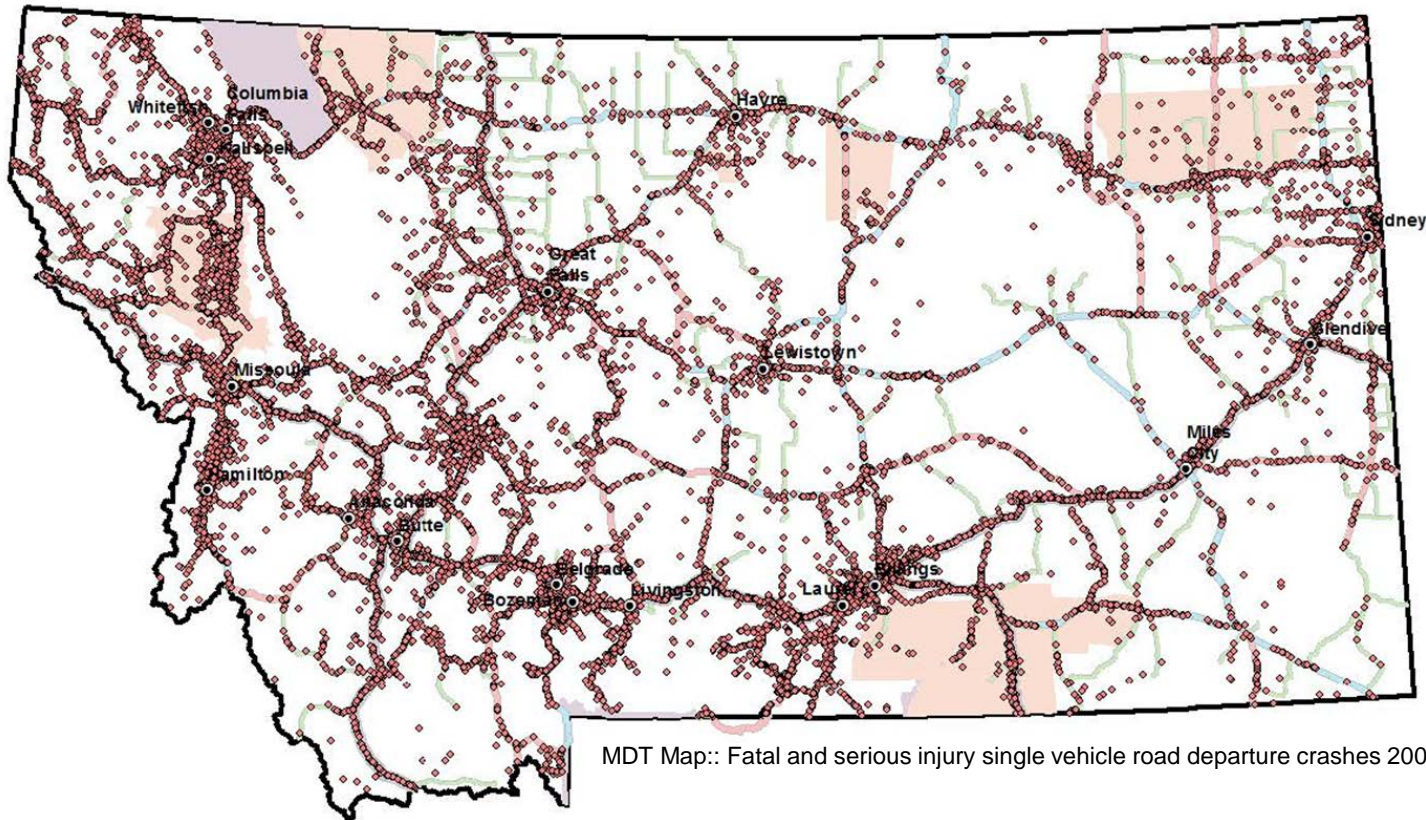 Havre
Columbia
Falls
Whitefish
Kalispell
Sidney
Great
Falls
Glendive
Lewistown
Missoula
Miles
City
Hamilton
Anaconda
Butte
Belgrade
Billings
Bozeman
Livingston
Laurel
MDT Map:: Fatal and serious injury single vehicle road departure crashes 200